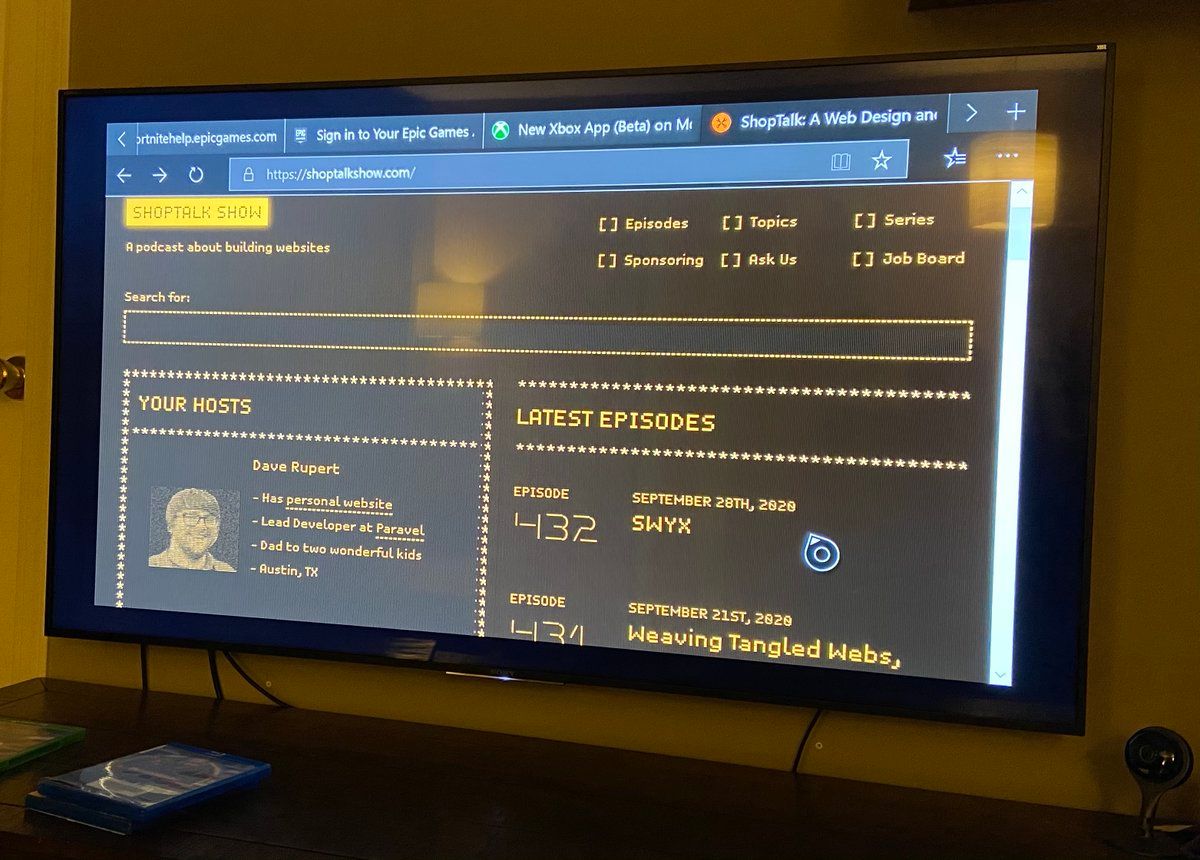 ortnitehelp.epicgames.com
Sign in to Your Epic Games
New Xbox App (Beta) on
ShopTalk: A Web Design and
https://shoptalkshow.com/
SHOPTALK SHOW
A podcast about building websites
[] Episodes [] Topics [] Series
[] Sponsoring [] Ask Us [] Job Board
Search for:
YOUR HOSTS
Dave Rupert
- Has personal website
- Lead Developer at Paravel
- Dad to two wonderful kids
- Austin, TX
LATEST EPISODES
EPISODE
432
SEPTEMBER 28TH, 2020
SWYX
EPISODE
431
SEPTEMBER 21ST, 2020
Weaving Tangled Webs,
SONY